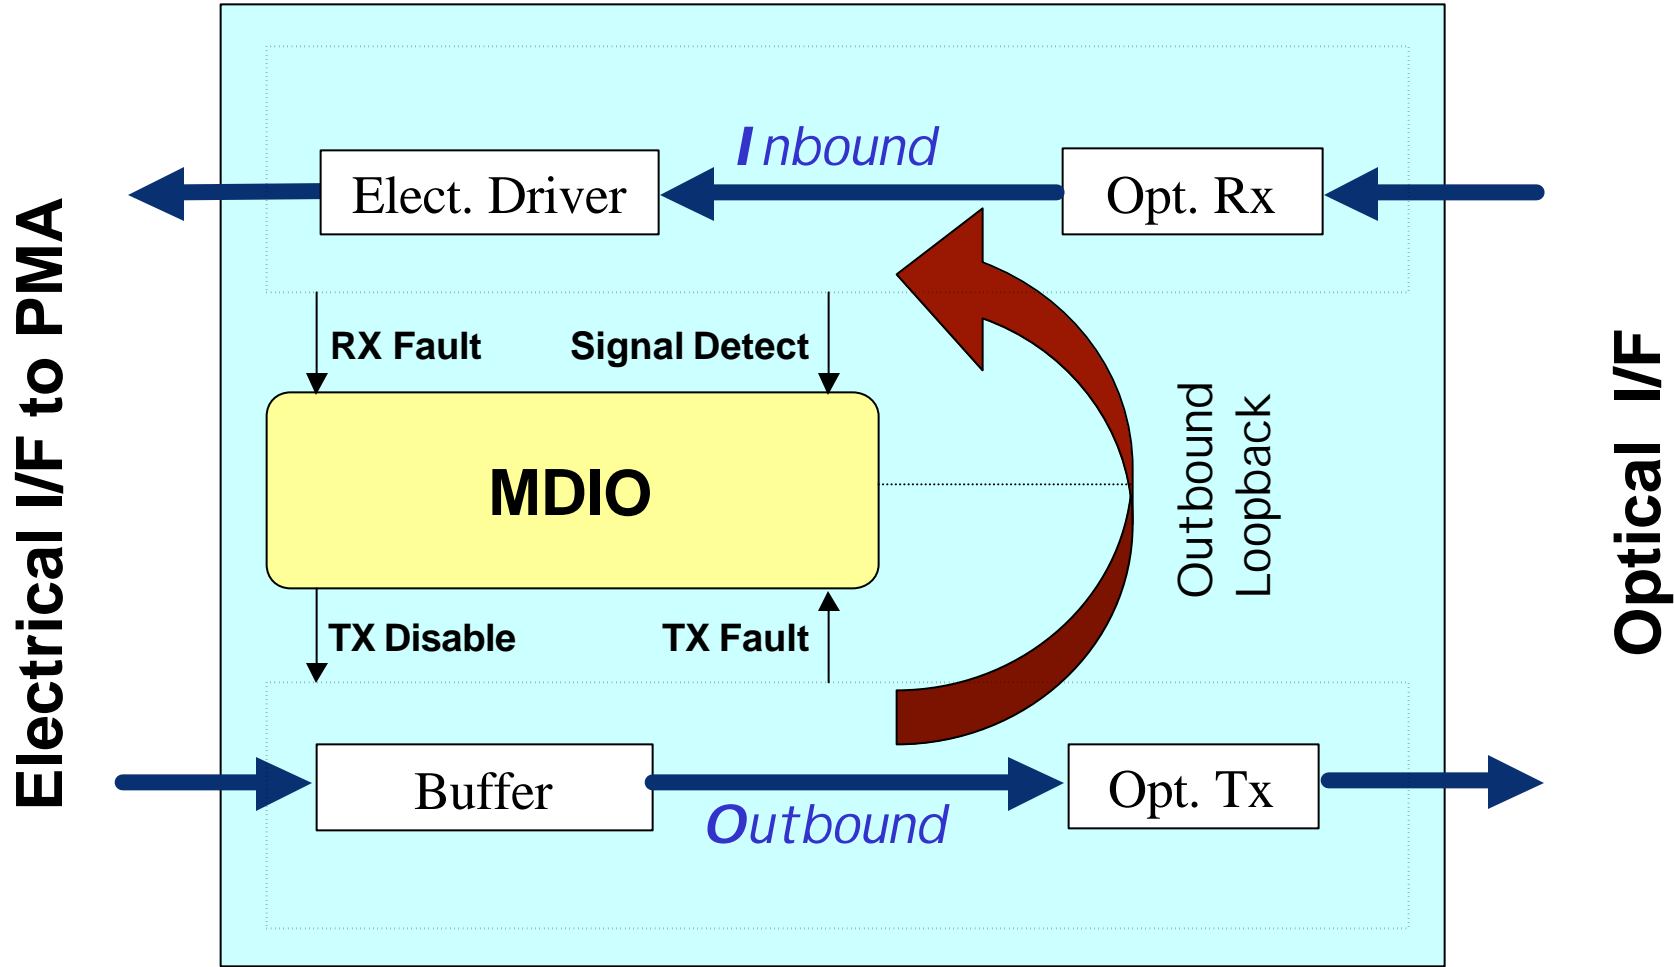 Electrical I/F to PMA
Inbound
Elect. Driver
Opt. Rx
RX Fault
Signal Detect
MDIO
Outbound
Loopback
Optical I/F
TX Disable
TX Fault
Buffer
Opt. Tx
Outbound